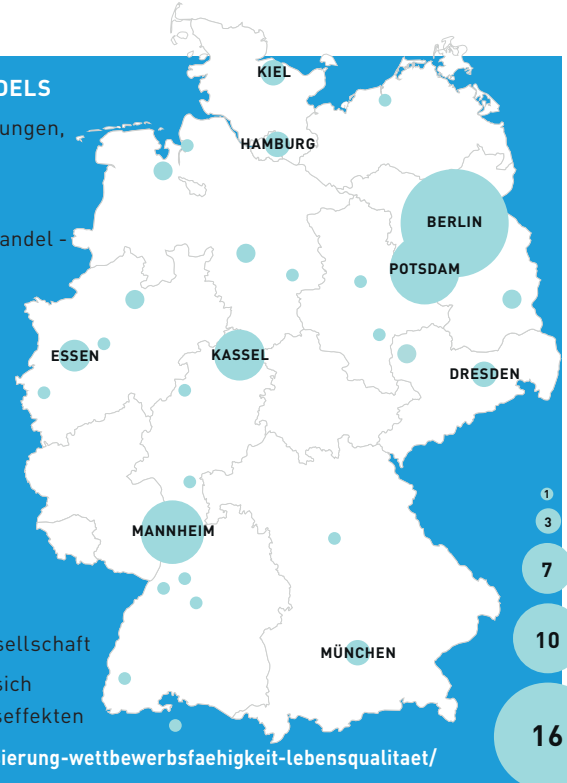 DELS
ungen,
andel -
KIEL
HAMBURG
BERLIN
POTSDAM
ESSEN
KASSEL
DRESDEN
MANNHEIM
MÜNCHEN
1
3
7
10
16
sellschaft
sich
seffekten
sierung-wettbewerbsfaehigkeit-lebensqualitaet/